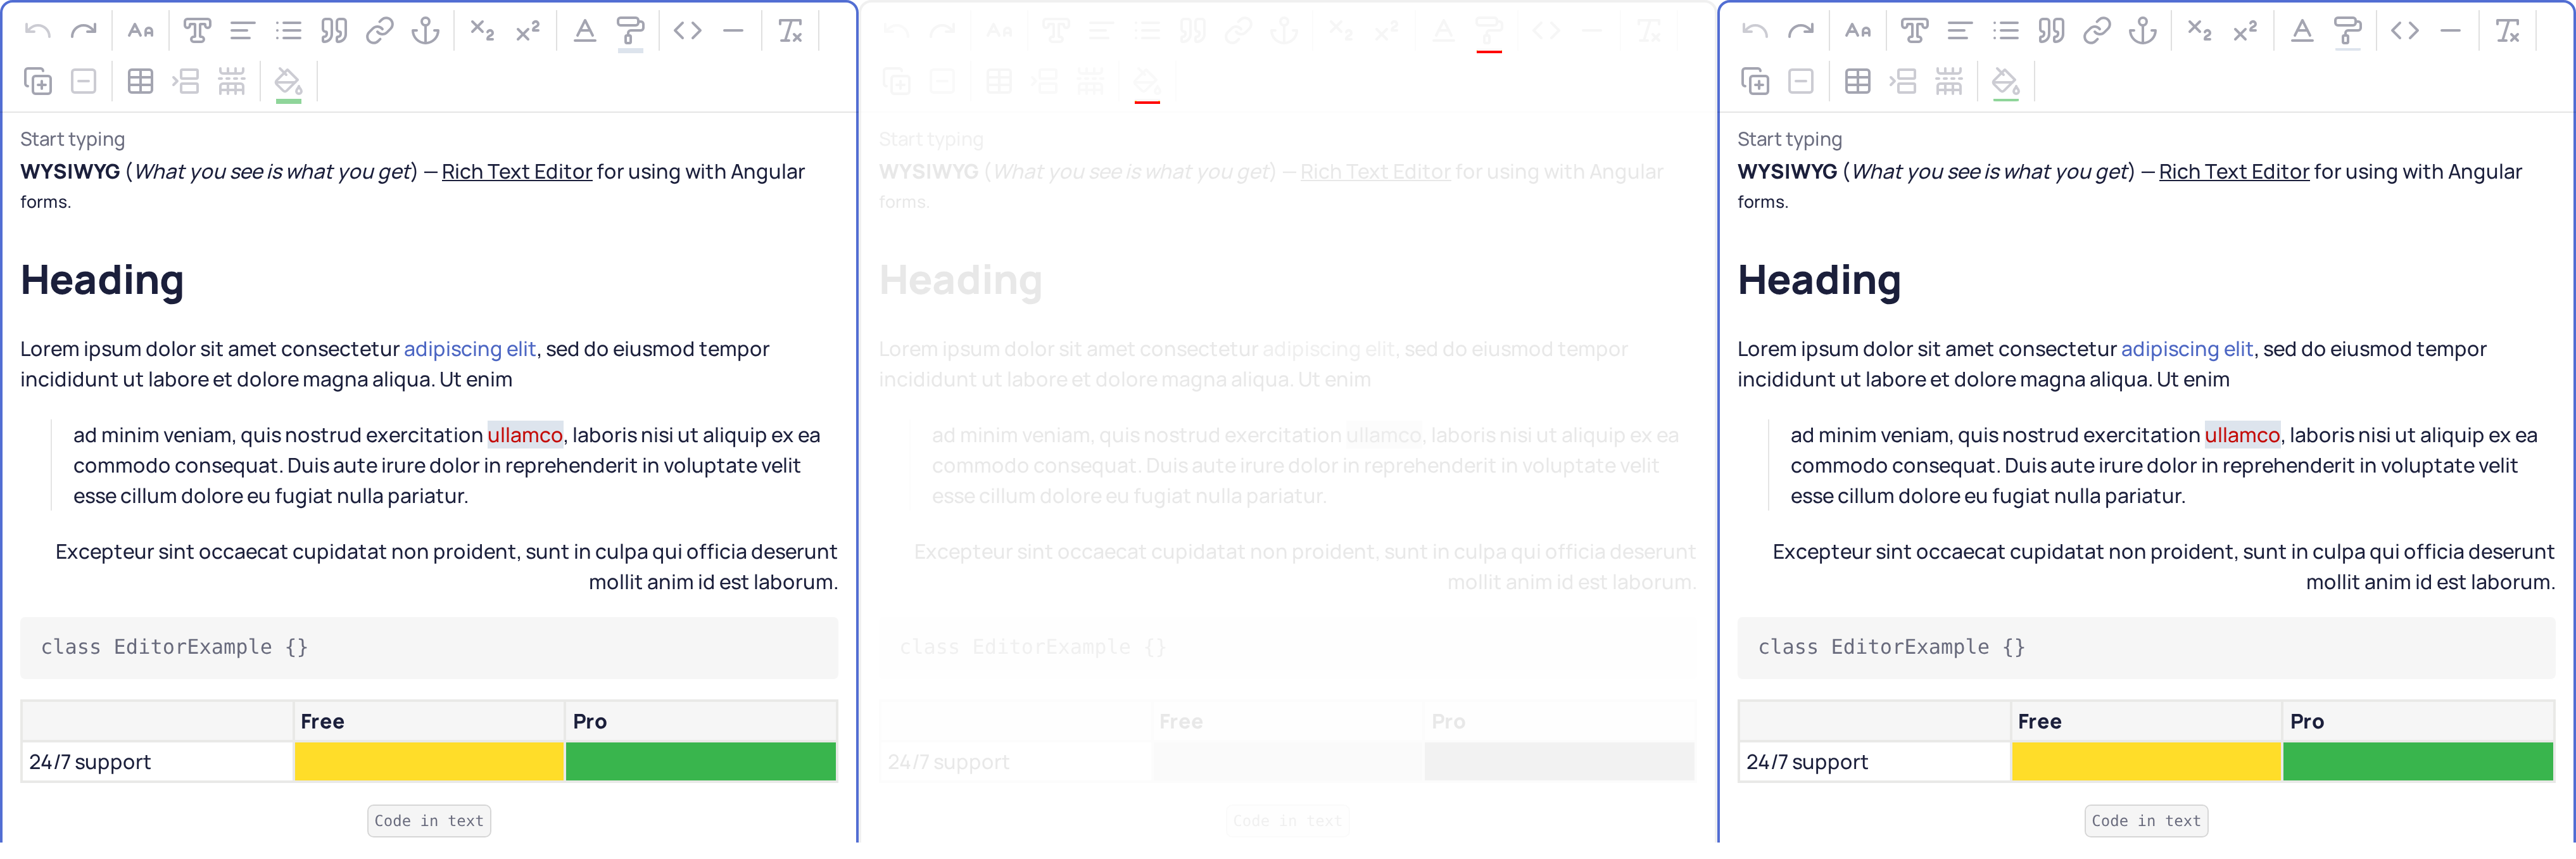 Start typing
WYSIWYG (What you see is what you get) — Rich Text Editor for using with Angular
forms.
Heading
Lorem ipsum dolor sit amet consectetur adipiscing elit, sed do eiusmod tempor
incididunt ut labore et dolore magna aliqua. Ut enim
ad minim veniam, quis nostrud exercitation ullamco, laboris nisi ut aliquip ex ea
commodo consequat. Duis aute irure dolor in reprehenderit in voluptate velit
esse cillum dolore eu fugiat nulla pariatur.
Excepteur sint occaecat cupidatat non proident, sunt in culpa qui officia deserunt
mollit anim id est laborum.
class EditorExample {}
Free Pro
24/7 support
Code in text
Start typing
WYSIWYG (What you see is what you get) — Rich Text Editor for using with Angular
forms.
Heading
Lorem ipsum dolor sit amet consectetur adipiscing elit, sed do eiusmod tempor
incididunt ut labore et dolore magna aliqua. Ut enim
ad minim veniam, quis nostrud exercitation ullamco, laboris nisi ut aliquip ex ea
commodo consequat. Duis aute irure dolor in reprehenderit in voluptate velit
esse cillum dolore eu fugiat nulla pariatur.
Excepteur sint occaecat cupidatat non proident, sunt in culpa qui officia deserunt
mollit anim id est laborum.
class EditorExample {}
Free Pro
24/7 support
Code in text
Start typing
WYSIWYG (What you see is what you get) — Rich Text Editor for using with Angular
forms.
Heading
Lorem ipsum dolor sit amet consectetur adipiscing elit, sed do eiusmod tempor
incididunt ut labore et dolore magna aliqua. Ut enim
ad minim veniam, quis nostrud exercitation ullamco, laboris nisi ut aliquip ex ea
commodo consequat. Duis aute irure dolor in reprehenderit in voluptate velit
esse cillum dolore eu fugiat nulla pariatur.
Excepteur sint occaecat cupidatat non proident, sunt in culpa qui officia deserunt
mollit anim id est laborum.
class EditorExample {}
Free Pro
24/7 support
Code in text